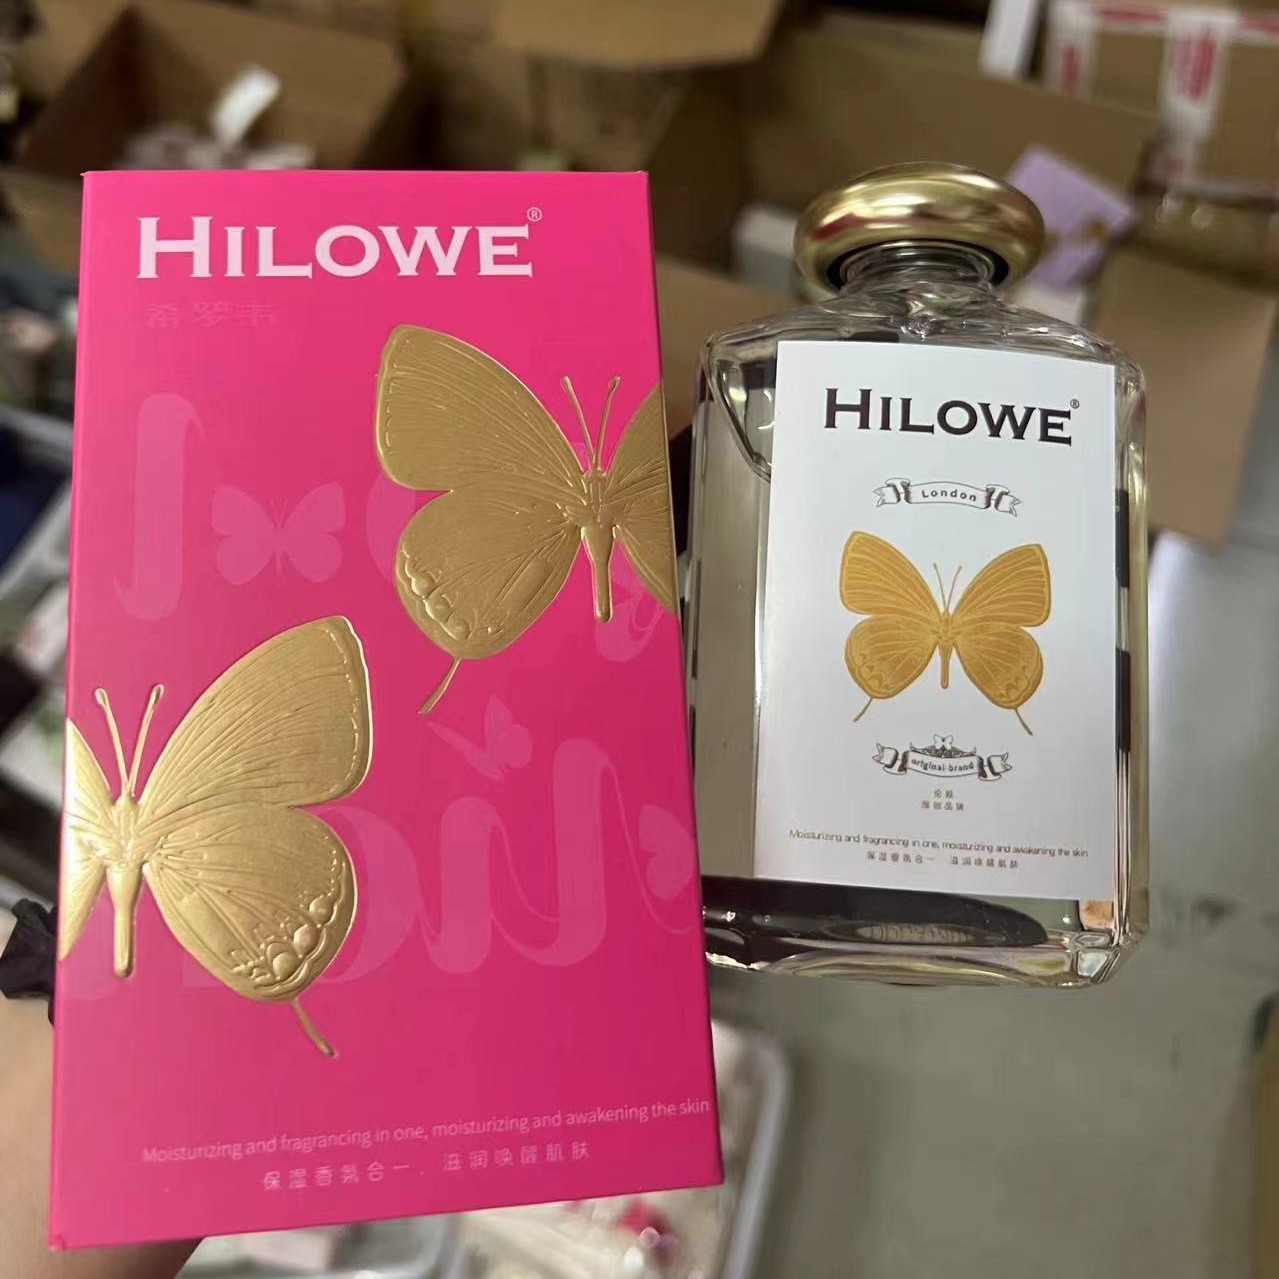 HILOWE®
希罗韦
Moisturizing and fragrancing in one, moisturizing and awakening the skin
保湿香氛合一．滋润唤醒肌肤
HILOWE®
London
original brand
伦敦
原创品牌
Moisturizing and fragrancing in one, moisturizing and awakening the skin
保湿香氛合一 滋润唤醒肌肤